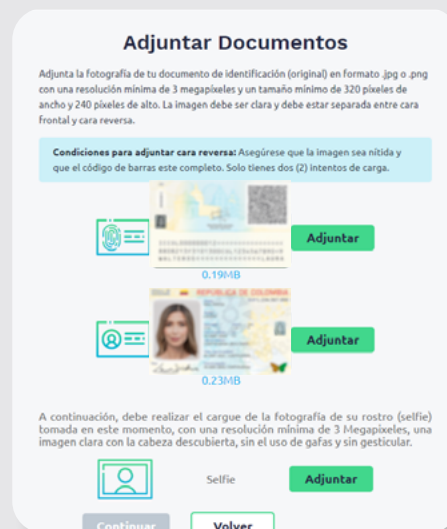 Adjuntar Documentos
Adjunta la fotografía de tu documento de identificación (original) en formato .jpg o .png
con una resolución mínima de 3 megapíxeles y un tamaño mínimo de 320 píxeles de
ancho y 240 píxeles de alto. La imagen debe ser clara y debe estar separada entre cara
frontal y cara reversa.
Condiciones para adjuntar cara reversa: Asegúrese que la imagen sea nítida y
que el código de barras este completo. Solo tienes dos (2) intentos de carga.
Adjuntar
0.19MB
REPÚBLICA DE COLOMBIA
Adjuntar
0.23MB
A continuación, debe realizar el cargue de la fotografía de su rostro (selfie)
tomada en este momento, con una resolución mínima de 3 Megapixeles, una
imagen clara con la cabeza descubierta, sin el uso de gafas y sin gesticular.
Selfie
Adjuntar
Continuar
Volver